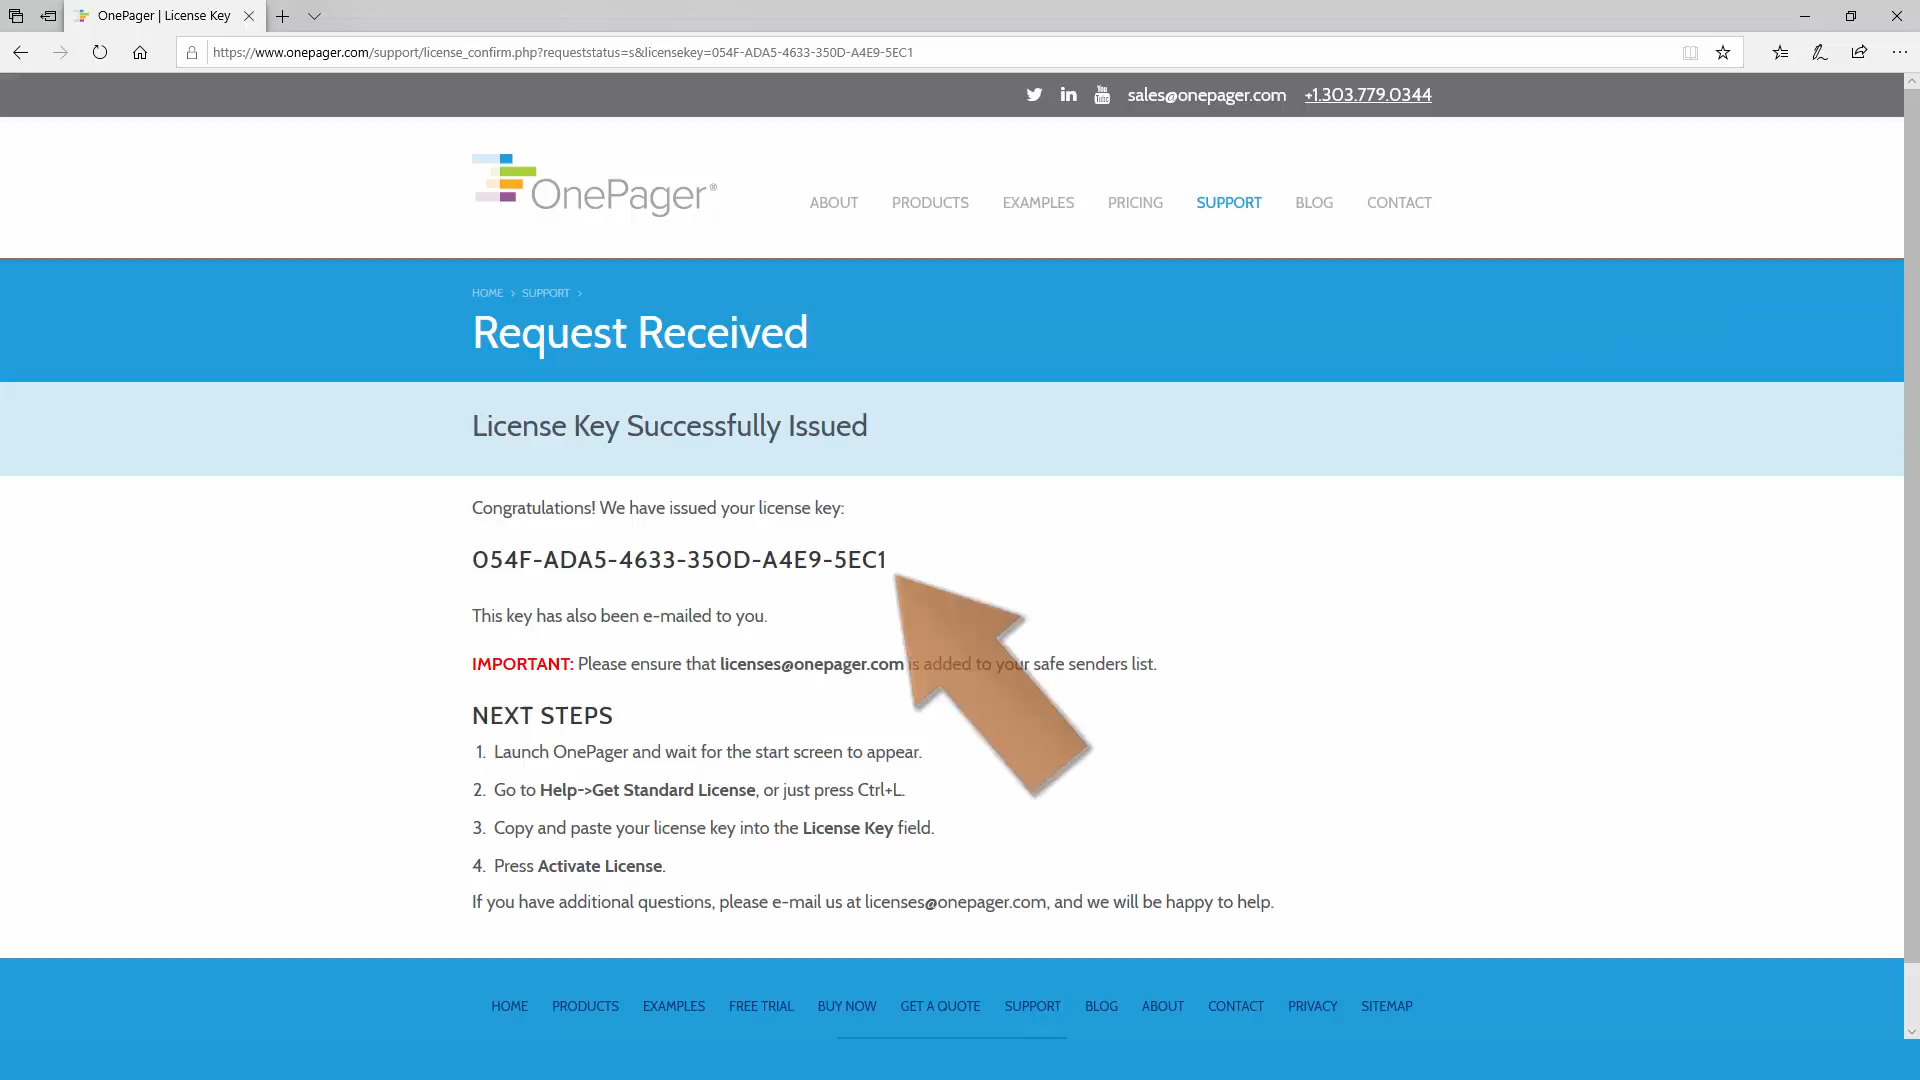 OnePager | License Key
https://www.onepager.com/support/license_confirm.php?requeststatus=s&licensekey=054F-ADA5-4633-350D-A4E9-5EC1
You Tube sales@onepager.com +1.303.779.0344
OnePager®
ABOUT PRODUCTS EXAMPLES PRICING SUPPORT BLOG CONTACT
HOME > SUPPORT >
Request Received
License Key Successfully Issued
Congratulations! We have issued your license key:
054F-ADA5-4633-350D-A4E9-5EC1
This key has also been e-mailed to you.
IMPORTANT: Please ensure that licenses@onepager.com is added to your safe senders list.
NEXT STEPS
1. Launch OnePager and wait for the start screen to appear.
2. Go to Help->Get Standard License, or just press Ctrl+L.
3. Copy and paste your license key into the License Key field.
4. Press Activate License.
If you have additional questions, please e-mail us at licenses@onepager.com, and we will be happy to help.
HOME PRODUCTS EXAMPLES FREE TRIAL BUY NOW GET A QUOTE SUPPORT BLOG ABOUT CONTACT PRIVACY SITEMAP